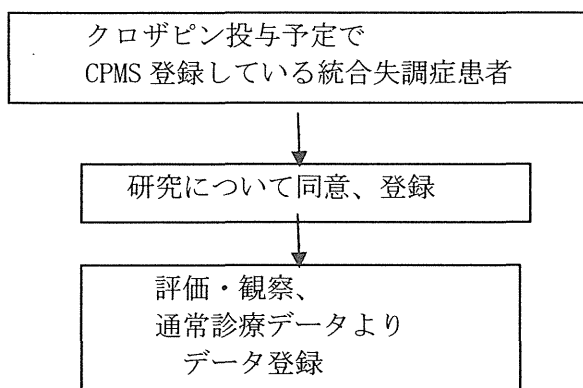 クロザピン投与予定で
CPMS 登録している統合失調症患者
研究について同意、登録
評価・観察、
通常診療データより
データ登録